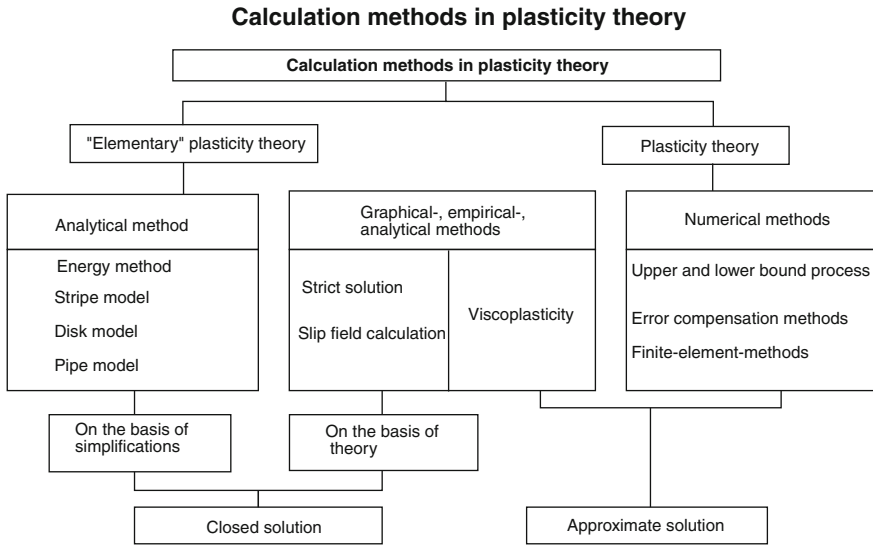 Calculation methods in plasticity theory
Calculation methods in plasticity theory
"Elementary" plasticity theory
Plasticity theory
Analytical method
Energy method
Stripe model
Disk model
Pipe model
Graphical-, empirical-,
analytical methods
Strict solution
Slip field calculation
Viscoplasticity
Numerical methods
Upper and lower bound process
Error compensation methods
Finite-element-methods
On the basis of
simplifications
On the basis of
theory
Closed solution
Approximate solution